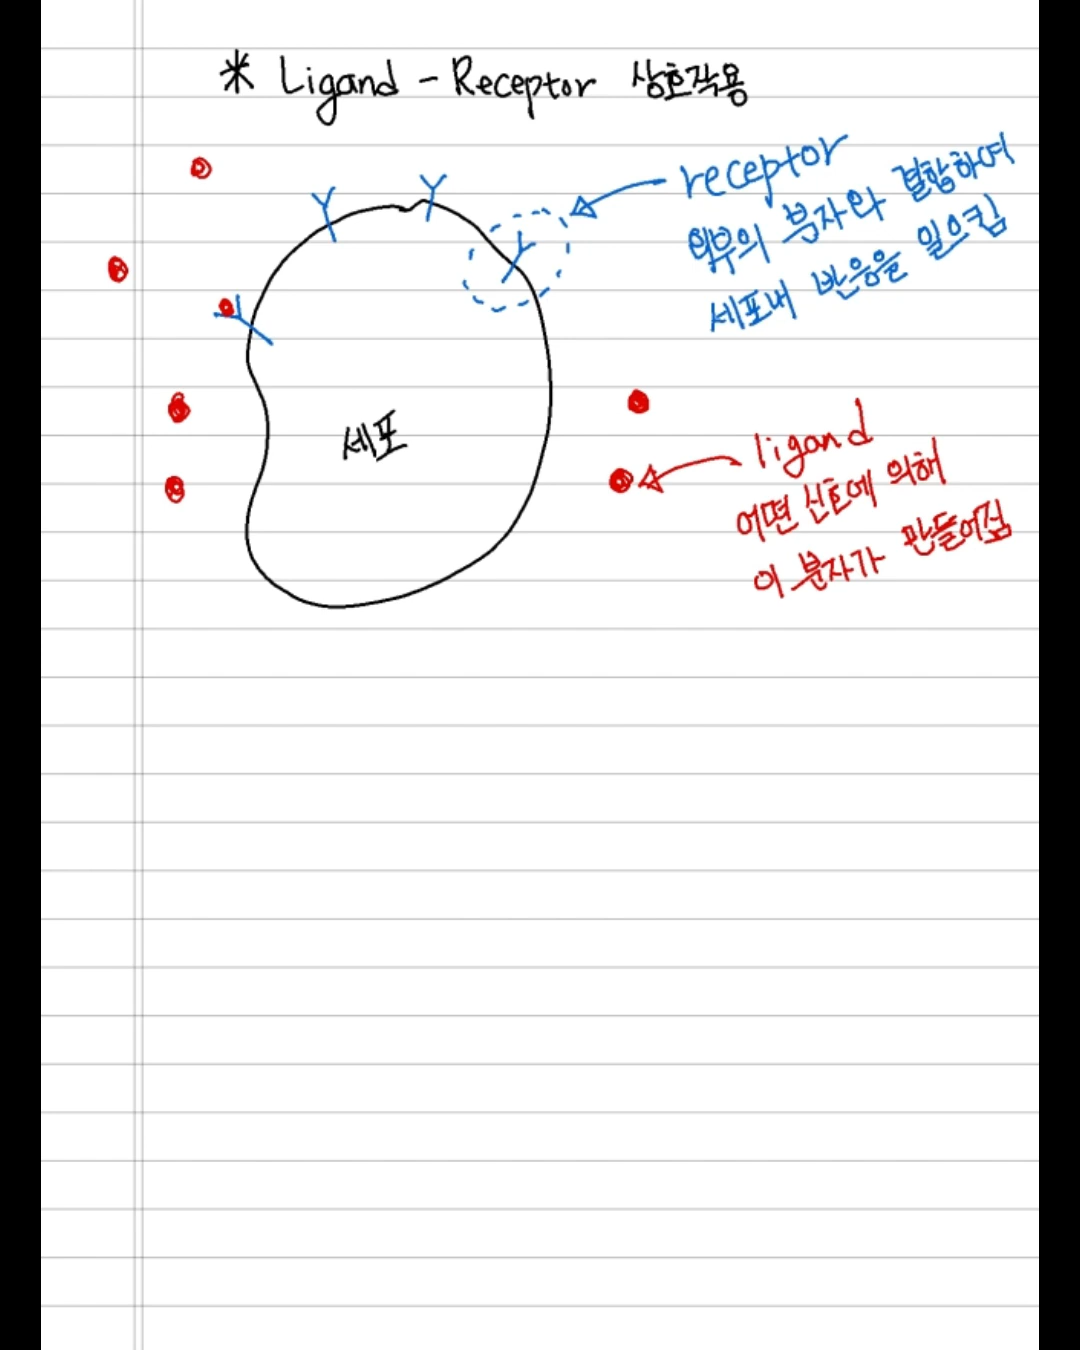 * Ligand - Receptor 상호작용
receptor
외부의 분자와 결합하여
세포내 반응을 일으킴
세포
ligand
어떤 신호에 의해
이 분자가 만들어짐